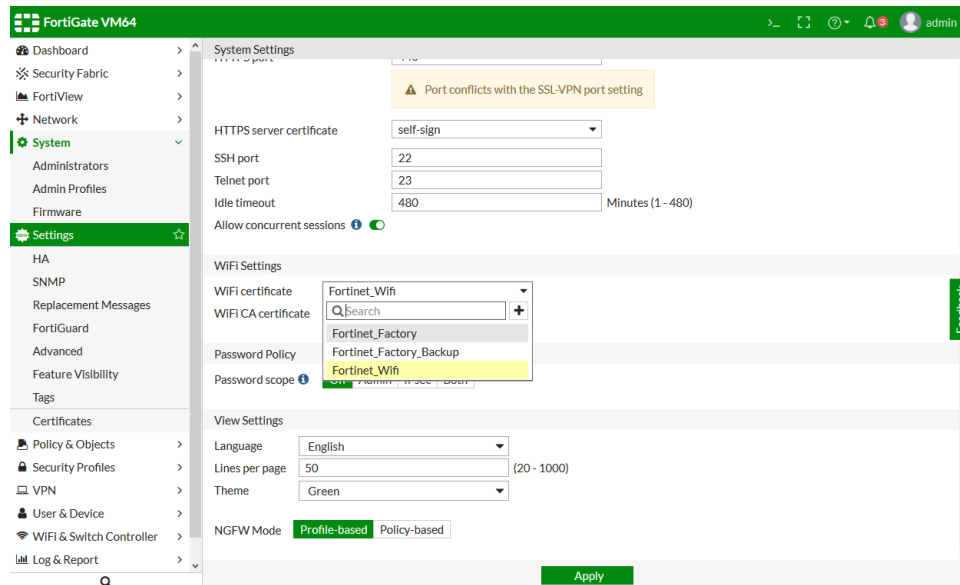 FortiGate VM64
>_
3
admin
Dashboard
Security Fabric
FortiView
Network
System
Administrators
Admin Profiles
Firmware
Settings
HA
SNMP
Replacement Messages
FortiGuard
Advanced
Feature Visibility
Tags
Certificates
Policy & Objects
Security Profiles
VPN
User & Device
WiFi & Switch Controller
Log & Report
System Settings
Port conflicts with the SSL-VPN port setting
HTTPS server certificate self-sign
SSH port 22
Telnet port 23
Idle timeout 480 Minutes (1 - 480)
Allow concurrent sessions
WiFi Settings
WiFi certificate Fortinet_Wifi
WiFi CA certificate Search
Fortinet_Factory
Fortinet_Factory_Backup
Fortinet_Wifi
Password Policy
Password scope
View Settings
Language English
Lines per page 50 (20 - 1000)
Theme Green
NGFW Mode Profile-based Policy-based
Apply